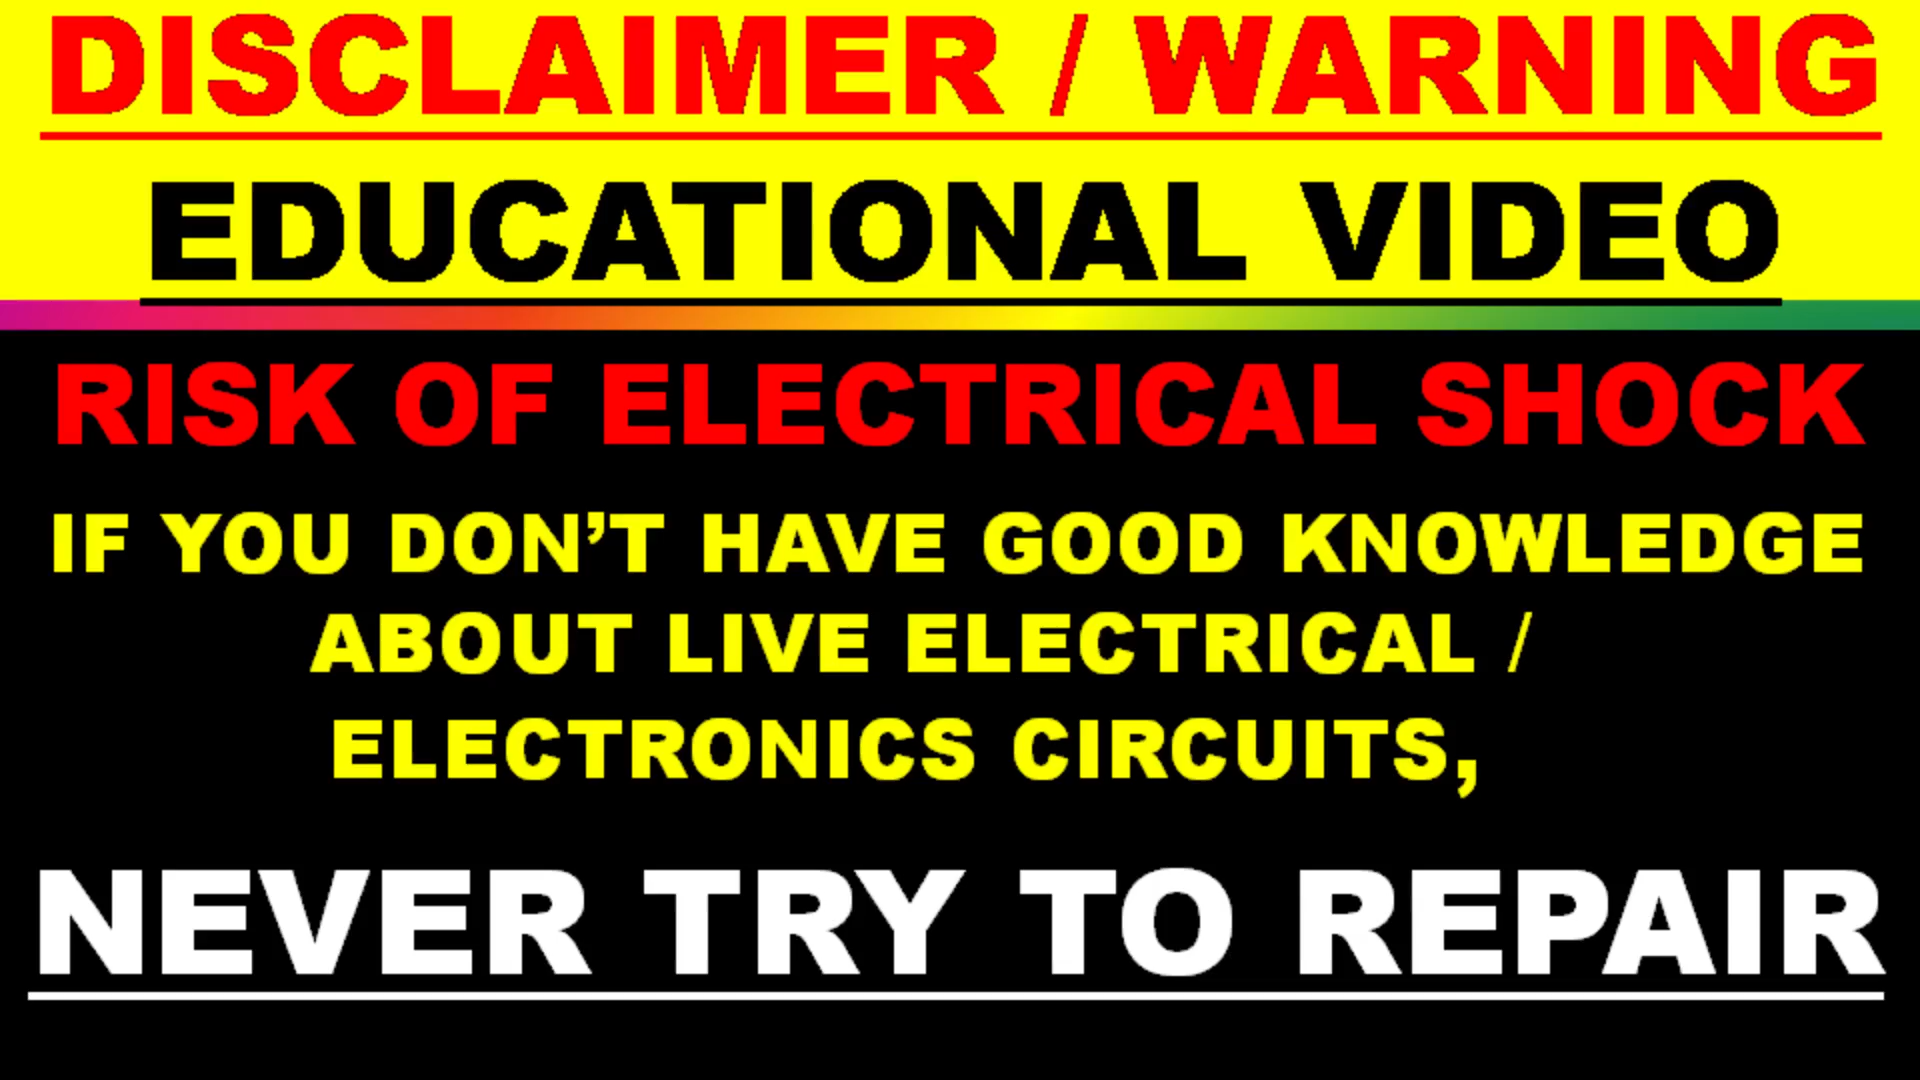 DISCLAIMER / WARNING
EDUCATIONAL VIDEO
RISK OF ELECTRICAL SHOCK
IF YOU DON’T HAVE GOOD KNOWLEDGE
ABOUT LIVE ELECTRICAL /
ELECTRONICS CIRCUITS,
NEVER TRY TO REPAIR